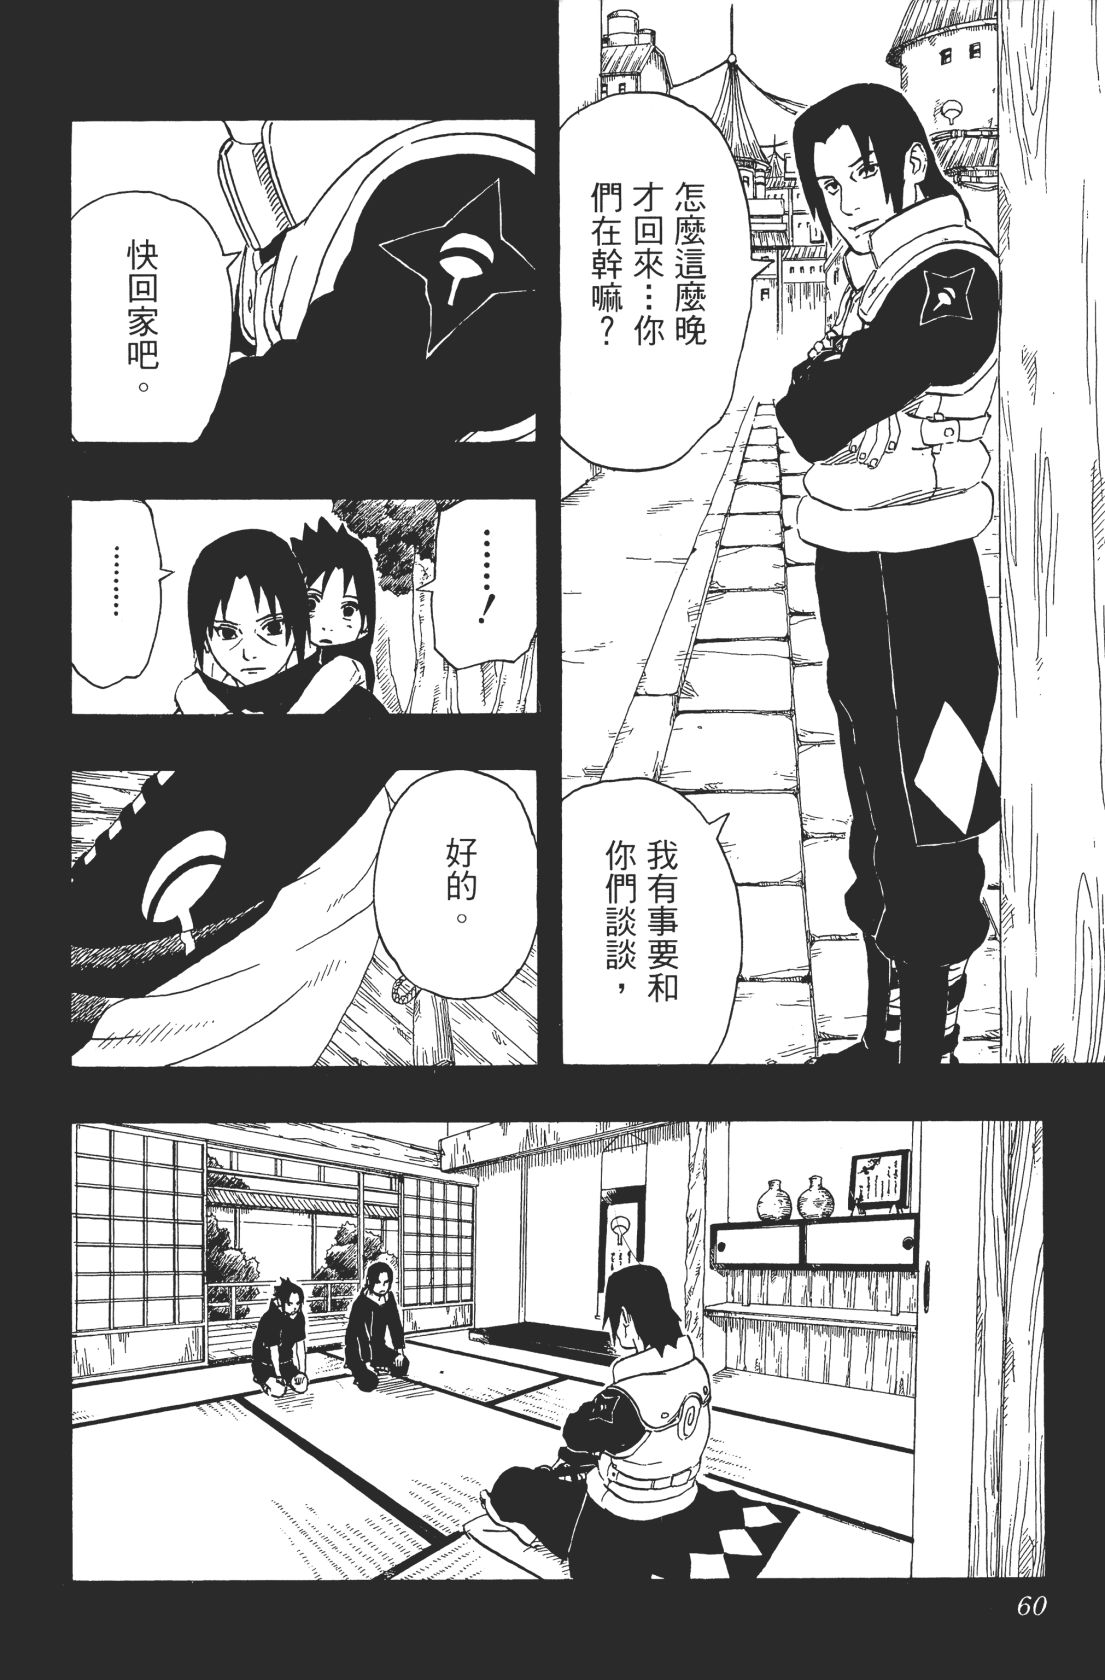 怎麼這麼晚
才回來…你
們在幹嘛？
我有事要和
你們談談，
快回家吧。
………！
………
好的。
60